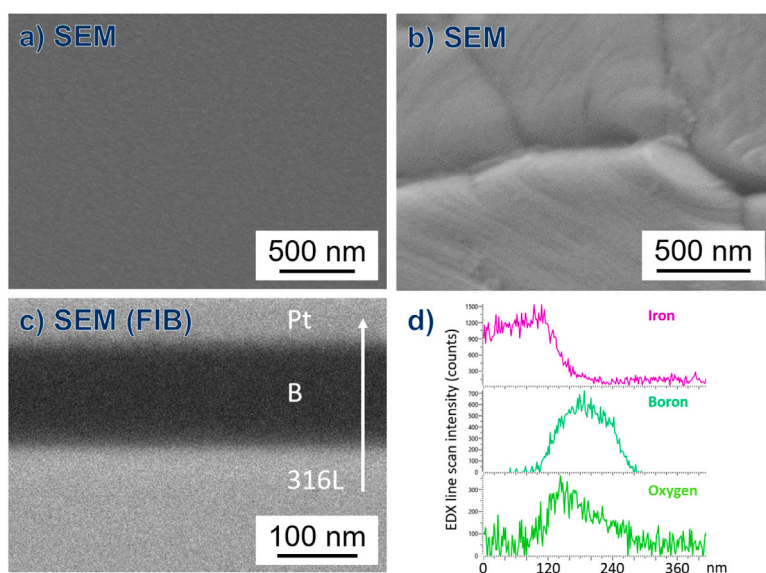 a) SEM
500 nm
b) SEM
500 nm
c) SEM (FIB)
Pt
B
316L
100 nm
d)
EDX line scan intensity (counts)
Iron
1500
1200
900
600
300
Boron
700
600
500
400
300
200
100
0
Oxygen
400
300
200
100
0
0 120 240 360 nm